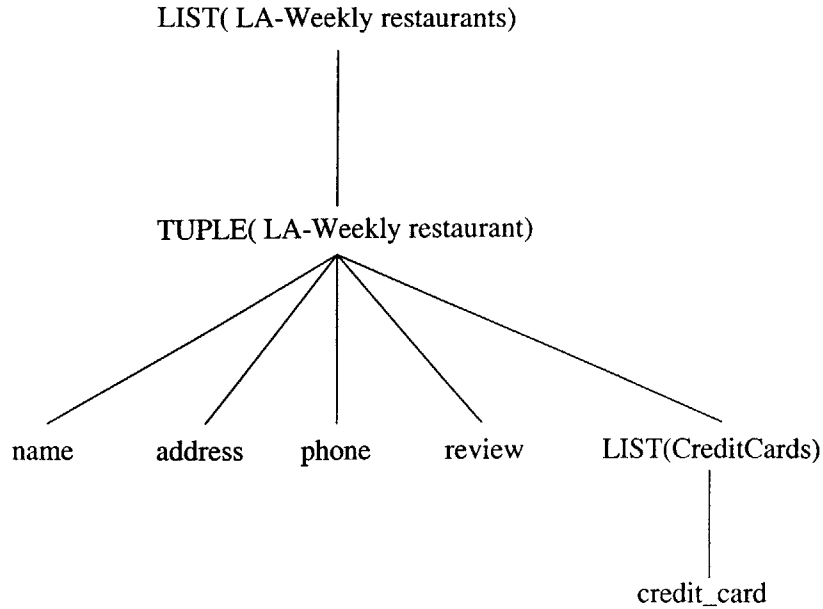 LIST( LA-Weekly restaurants)
TUPLE( LA-Weekly restaurant)
name address phone review LIST(CreditCards)
credit_card